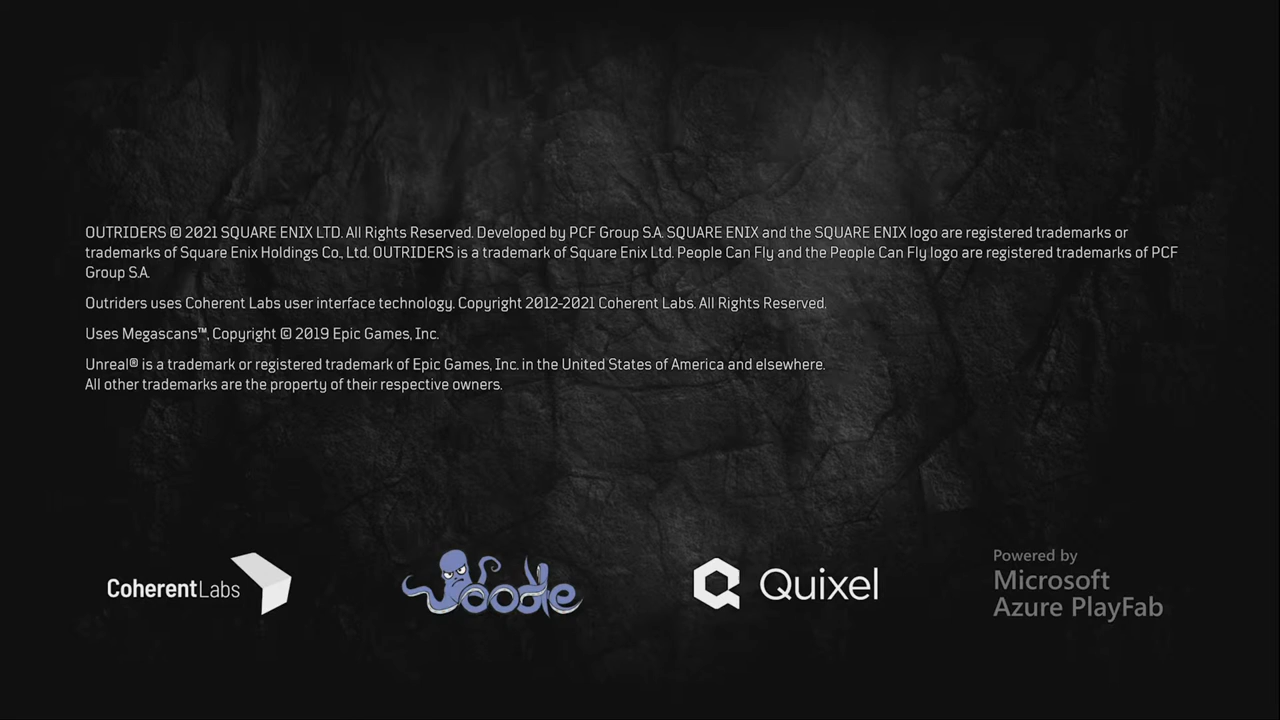 OUTRIDERS © 2021 SQUARE ENIX LTD. All Rights Reserved. Developed by PCF Group S.A. SQUARE ENIX and the SQUARE ENIX logo are registered trademarks or
trademarks of Square Enix Holdings Co., Ltd. OUTRIDERS is a trademark of Square Enix Ltd. People Can Fly and the People Can Fly logo are registered trademarks of PCF
Group S.A.
Outriders uses Coherent Labs user interface technology. Copyright 2012-2021 Coherent Labs. All Rights Reserved.
Uses Megascans™, Copyright © 2019 Epic Games, Inc.
Unreal® is a trademark or registered trademark of Epic Games, Inc. in the United States of America and elsewhere.
All other trademarks are the property of their respective owners.
CoherentLabs
oodle
Quixel
Powered by
Microsoft
Azure PlayFab